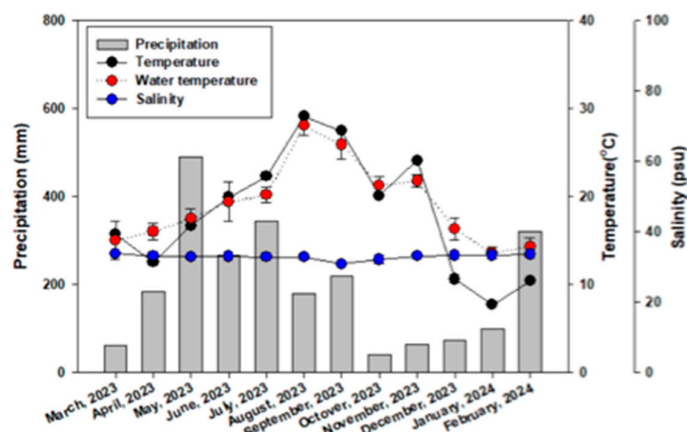 Precipitation (mm)
800
600
400
200
0
Precipitation
Temperature
Water temperature
Salinity
40
30
20
10
0
Temperature(°C)
100
80
60
40
20
0
Salinity (psu)
March, 2023
April, 2023
May, 2023
June, 2023
July, 2023
August, 2023
September, 2023
Octover, 2023
November, 2023
December, 2023
January, 2024
February, 2024